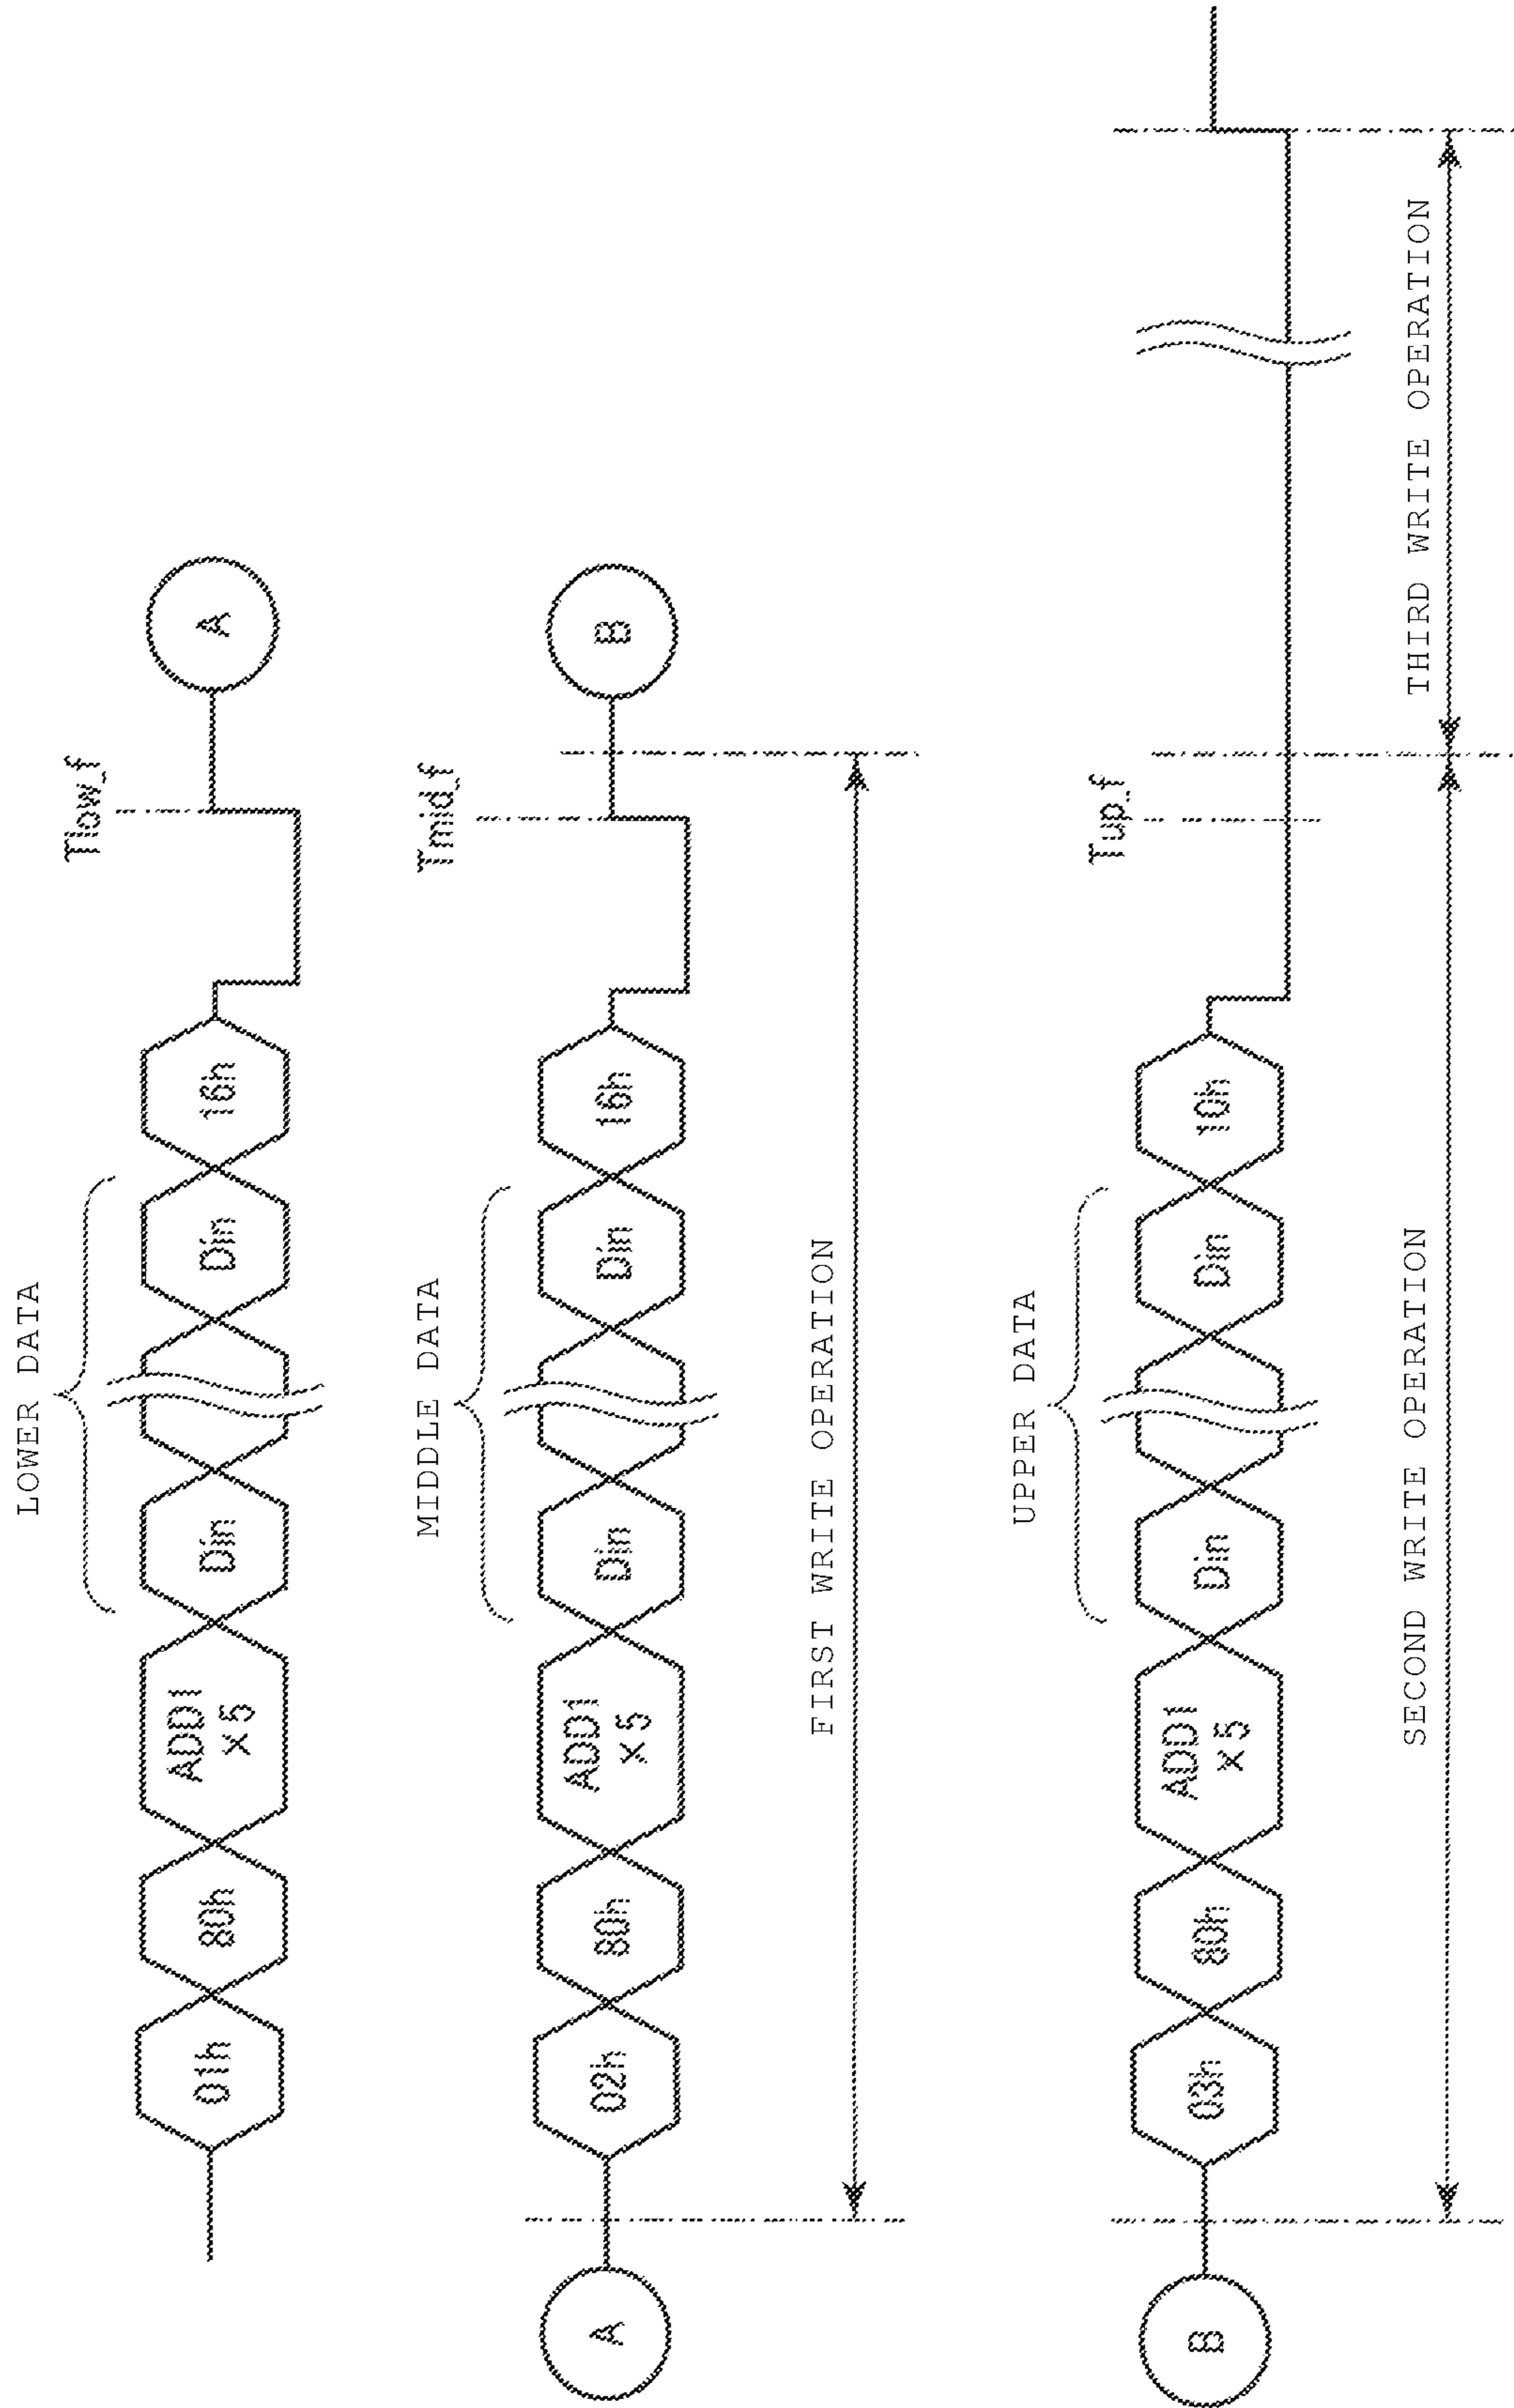 LOWER DATA
Tlow_f
01h
80h
ADD1
×5
Din
Din
16h
A
MIDDLE DATA
Tmid_f
A
02h
80h
ADD1
×5
Din
Din
16h
B
FIRST WRITE OPERATION
UPPER DATA
Tup_f
B
03h
80h
ADD1
×5
Din
Din
10h
SECOND WRITE OPERATION
THIRD WRITE OPERATION